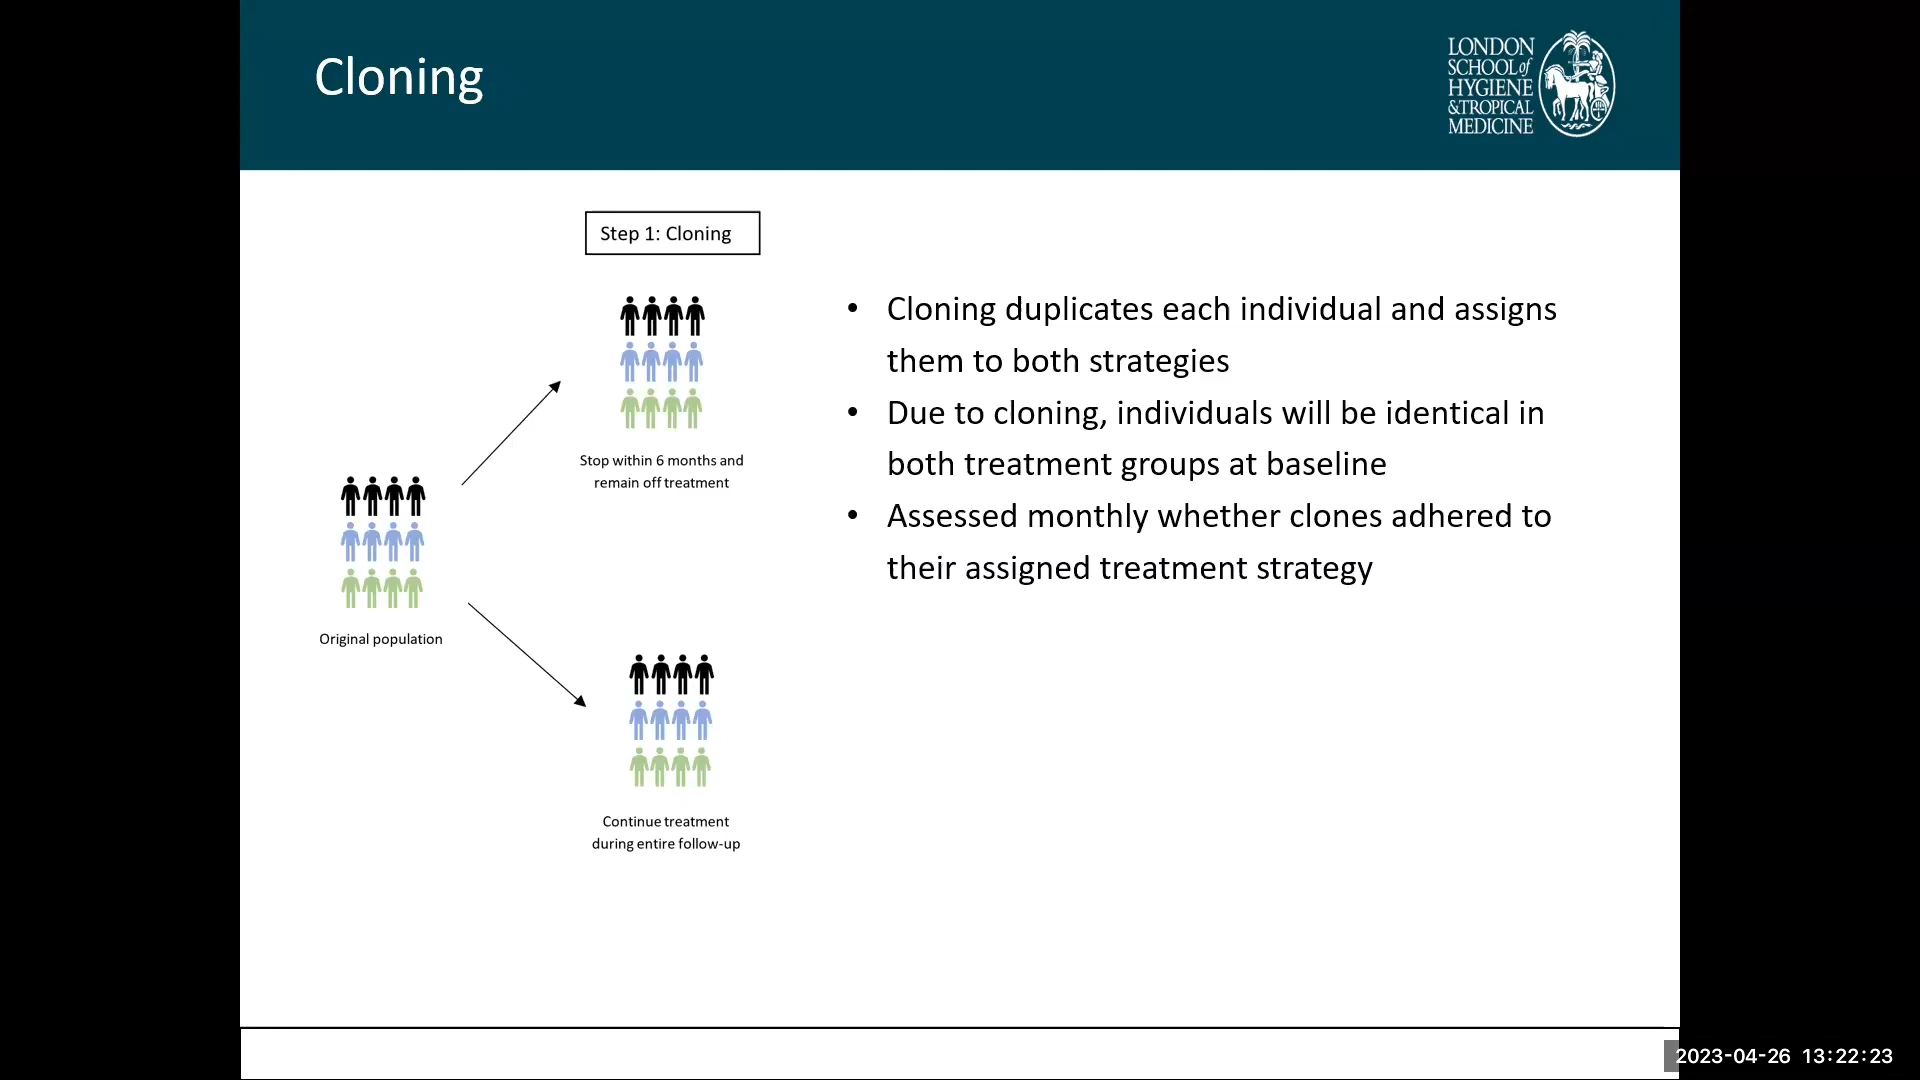 Cloning
LONDON
SCHOOL of
HYGIENE
&TROPICAL
MEDICINE
Step 1: Cloning
Stop within 6 months and
remain off treatment
Original population
Continue treatment
during entire follow-up
• Cloning duplicates each individual and assigns
them to both strategies
• Due to cloning, individuals will be identical in
both treatment groups at baseline
• Assessed monthly whether clones adhered to
their assigned treatment strategy
2023-04-26 13:22:23